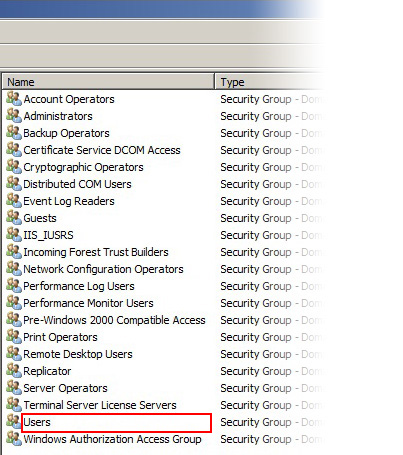 Name Type
Account Operators Security Group - Dom
Administrators Security Group - Dom
Backup Operators Security Group - Dom
Certificate Service DCOM Access Security Group - Dom
Cryptographic Operators Security Group - Dom
Distributed COM Users Security Group - Dom
Event Log Readers Security Group - Dom
Guests Security Group - Dom
IIS_IUSRS Security Group - Dom
Incoming Forest Trust Builders Security Group - Dom
Network Configuration Operators Security Group - Dom
Performance Log Users Security Group - Dom
Performance Monitor Users Security Group - Dom
Pre-Windows 2000 Compatible Access Security Group - Dom
Print Operators Security Group - Dom
Remote Desktop Users Security Group - Dom
Replicator Security Group - Dom
Server Operators Security Group - Dom
Terminal Server License Servers Security Group - Dom
Users Security Group - Dom
Windows Authorization Access Group Security Group - Dom